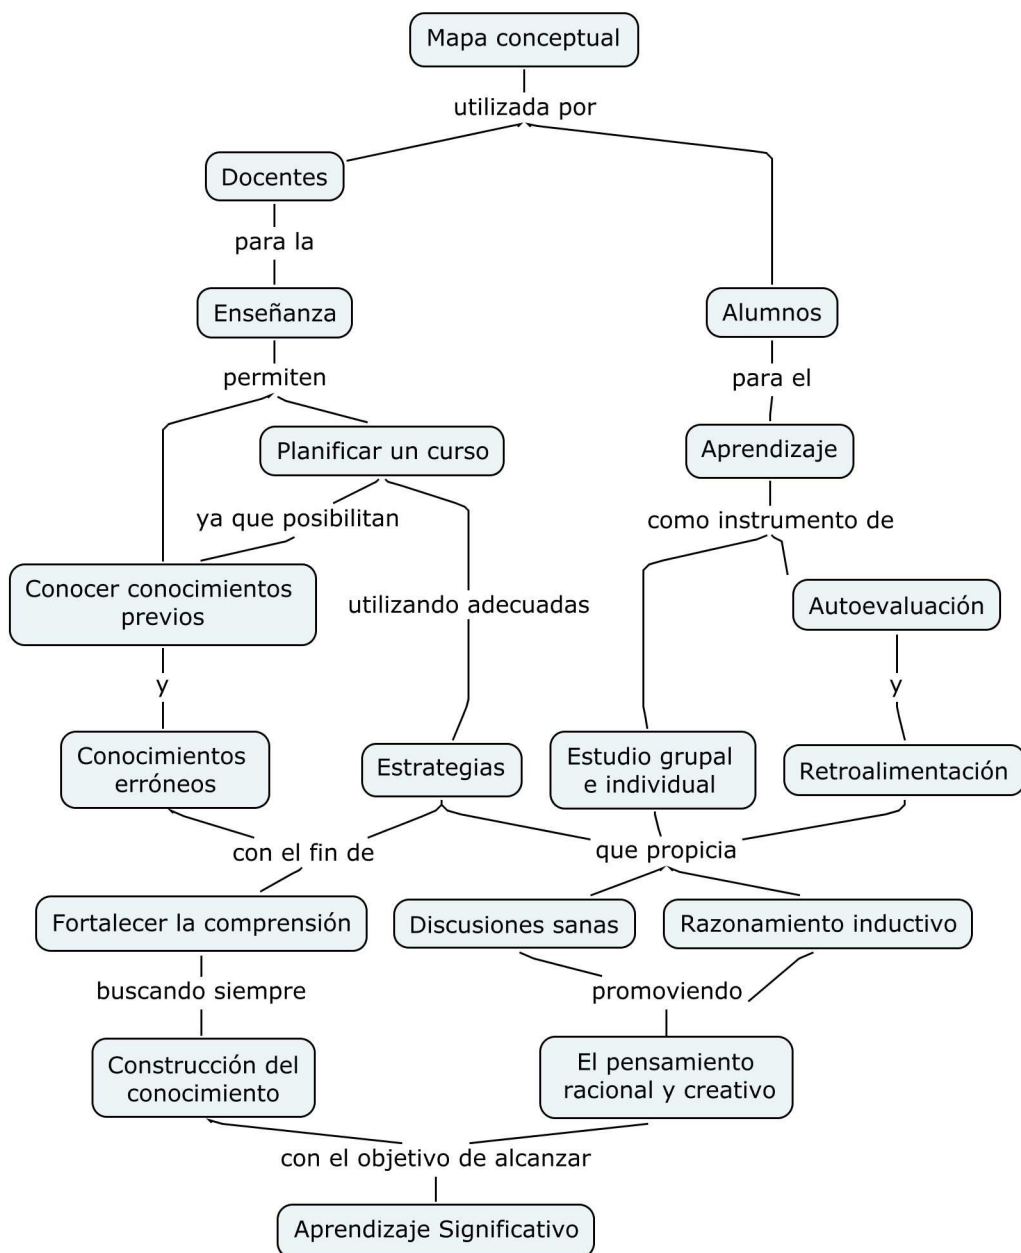 Mapa conceptual
utilizada por
Docentes
para la
Enseñanza
Alumnos
permiten
para el
Planificar un curso
Aprendizaje
ya que posibilitan
como instrumento de
Conocer conocimientos
previos
utilizando adecuadas
Autoevaluación
y
y
Conocimientos
erróneos
Estrategias
Estudio grupal
e individual
Retroalimentación
con el fin de
que propicia
Fortalecer la comprensión
Discusiones sanas
Razonamiento inductivo
buscando siempre
promoviendo
Construcción del
conocimiento
El pensamiento
racional y creativo
con el objetivo de alcanzar
Aprendizaje Significativo